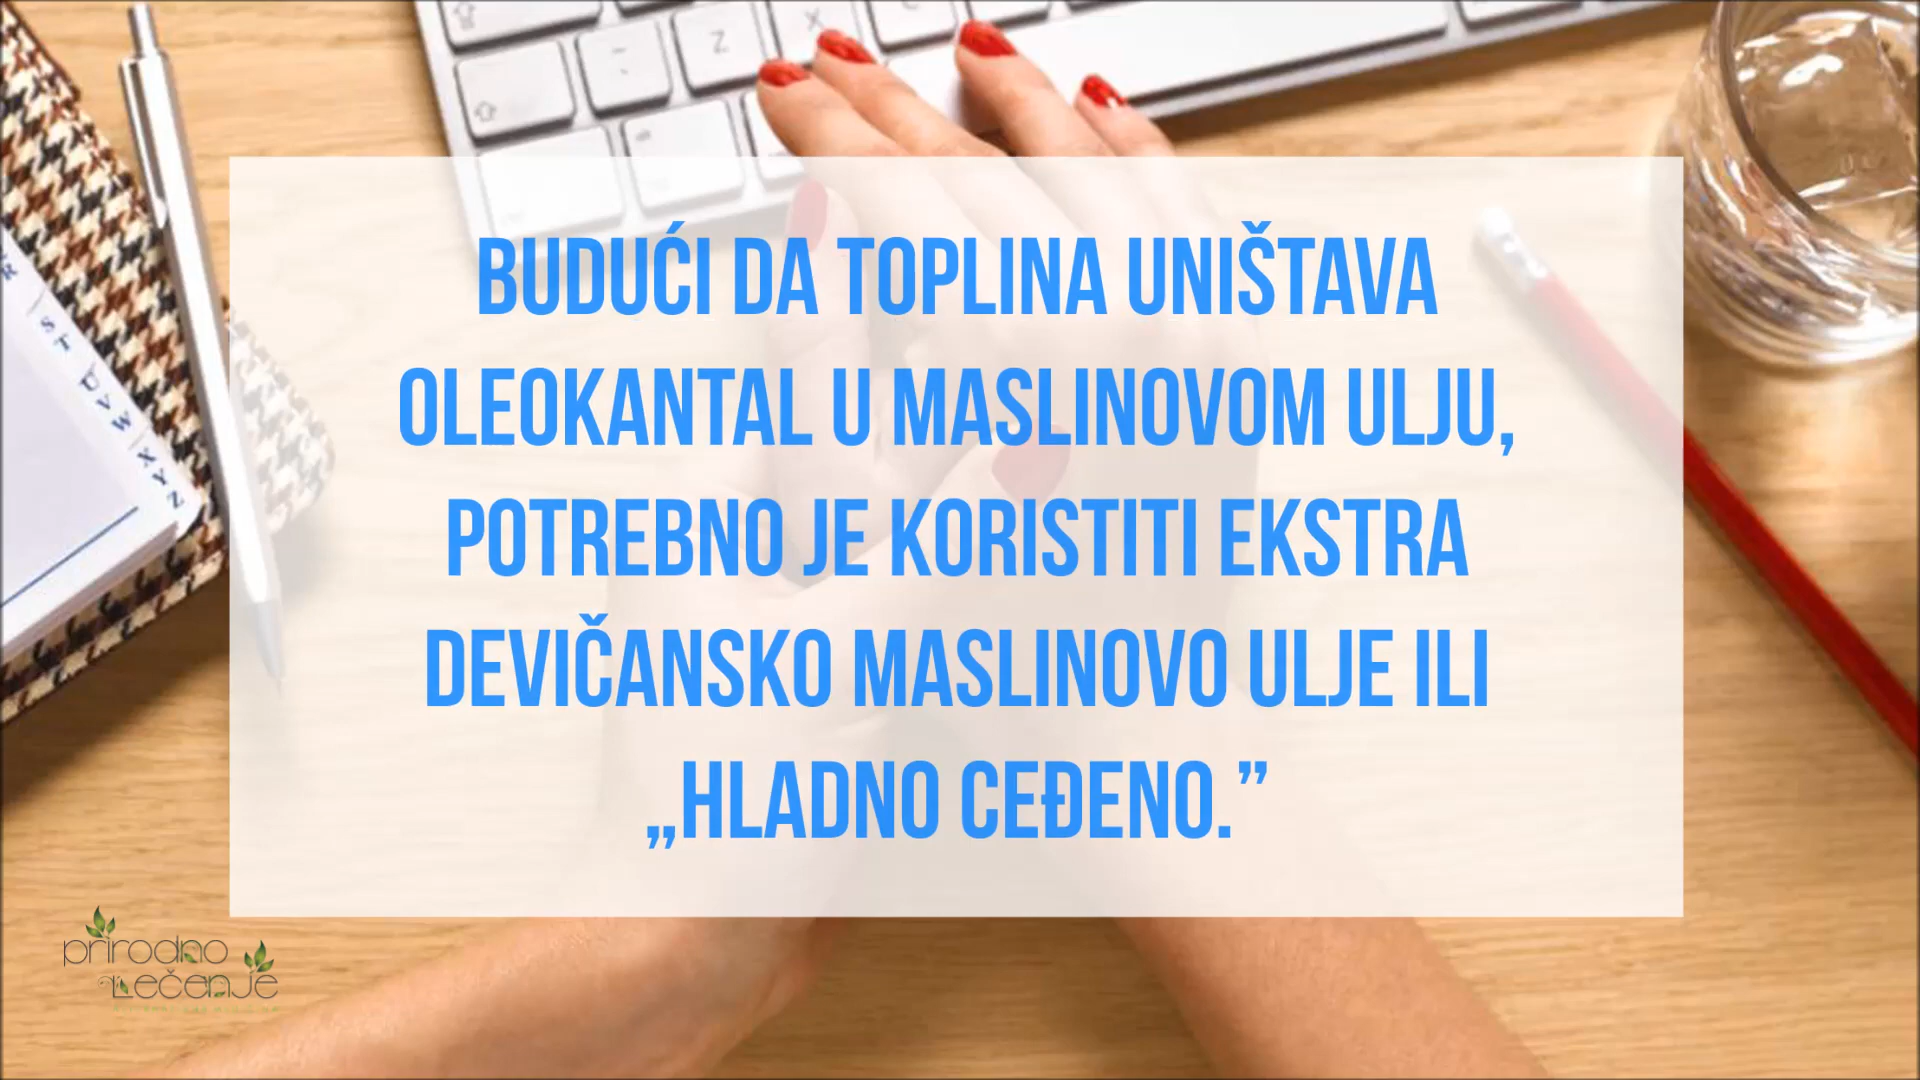 BUDUĆI DA TOPLINA UNIŠTAVA
OLEOKANTAL U MASLINOVOM ULJU,
POTREBNO JE KORISTITI EKSTRA
DEVIČANSKO MASLINOVO ULJE ILI
„HLADNO CEĐENO.”
prirodno
Lečenje
Z
X
C
R
S
T
U
V
W
X
Y
Z